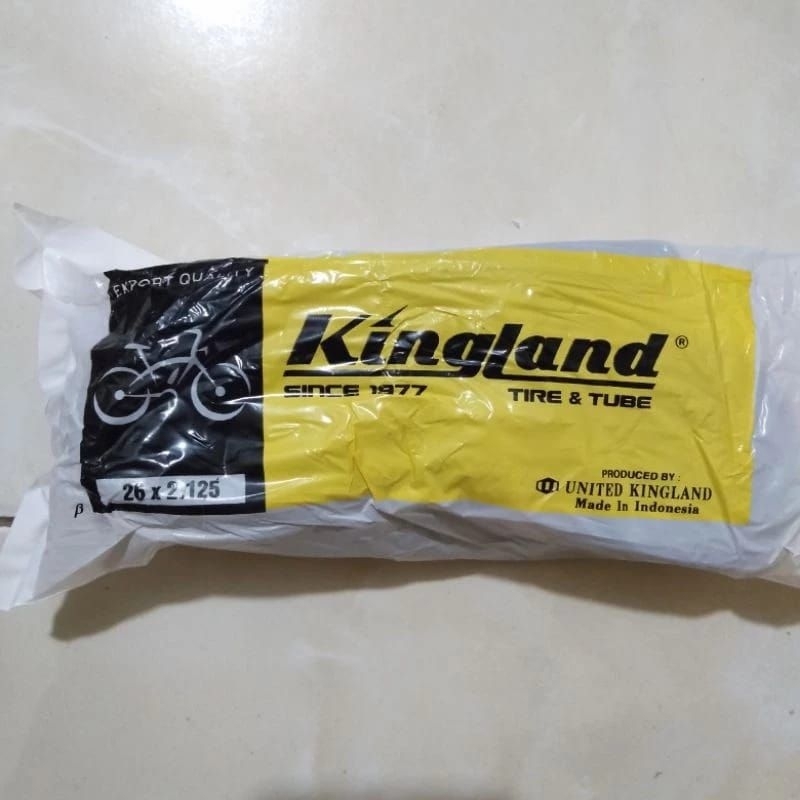 EXPORT QUALITY
Kingland ®
SINCE 1977 TIRE & TUBE
26 x 2,125
β
PRODUCED BY :
UNITED KINGLAND
Made In Indonesia